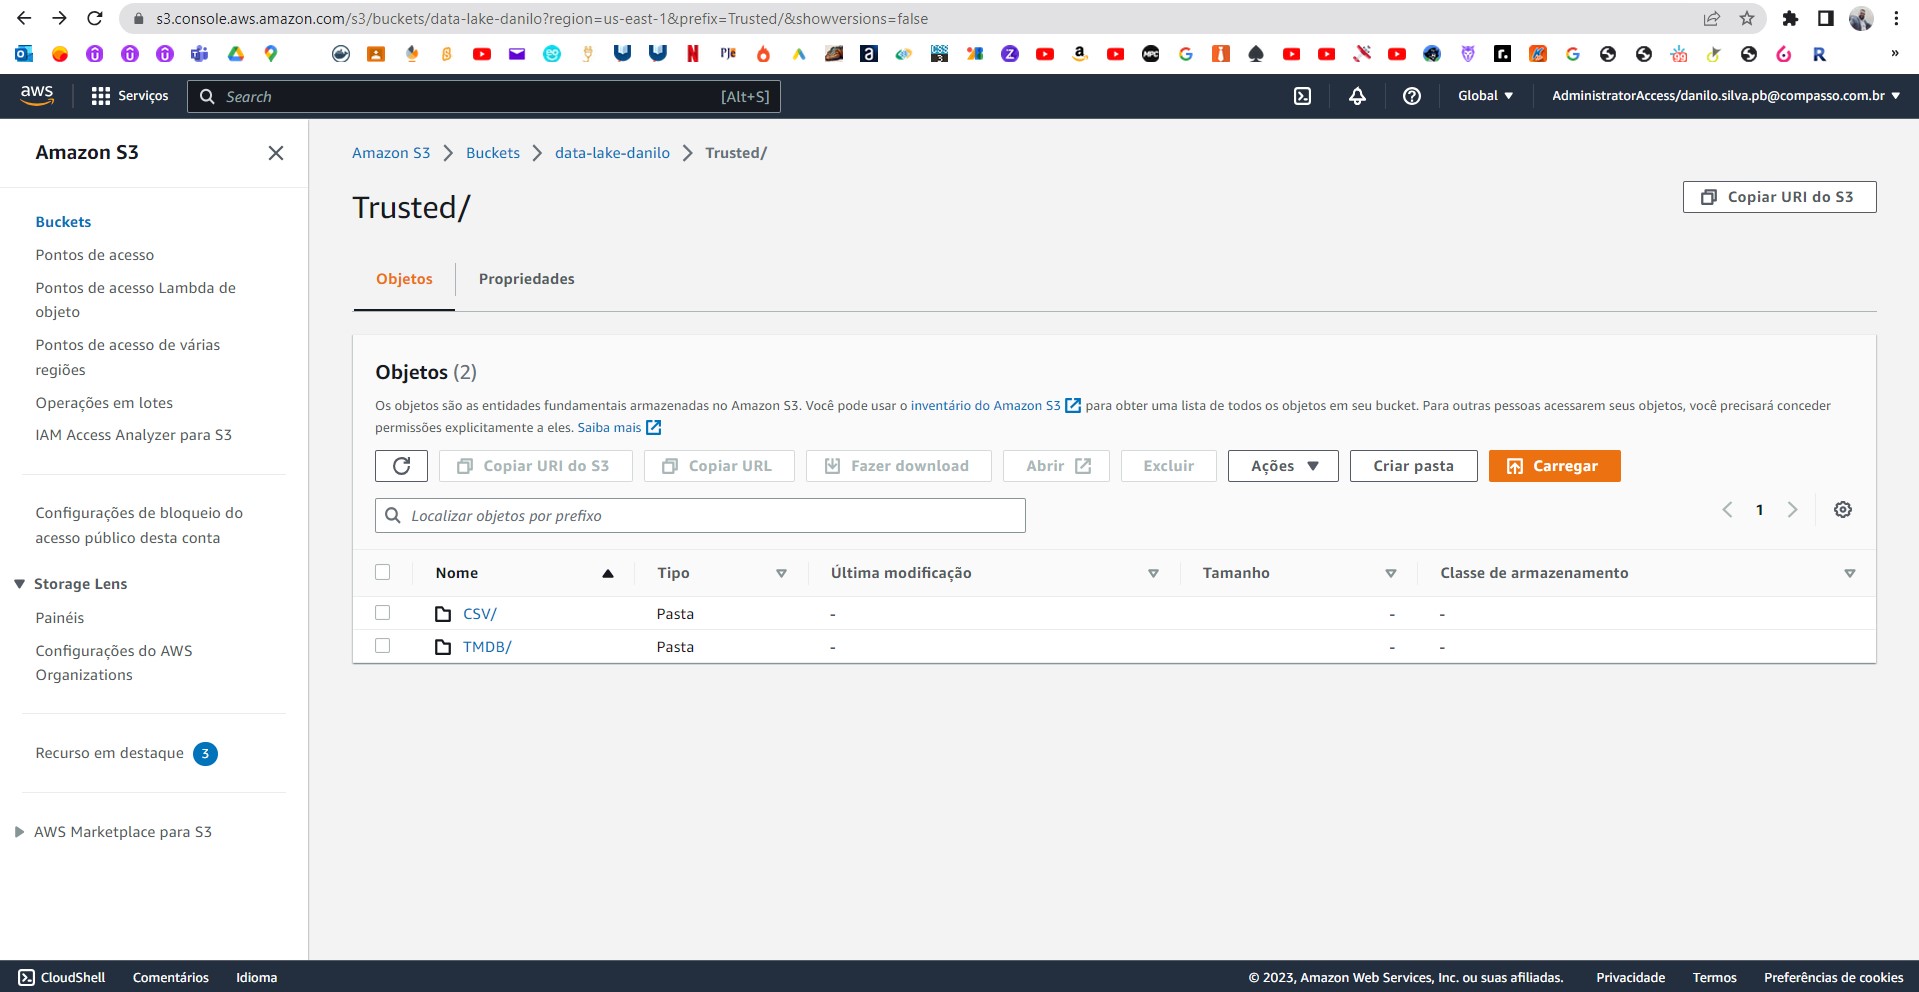 s3.console.aws.amazon.com/s3/buckets/data-lake-danilo?region=us-east-1&prefix=Trusted/&showversions=false
aws
Serviços
Search
[Alt+S]
Global
AdministratorAccess/danilo.silva.pb@compasso.com.br
Amazon S3
Buckets
Pontos de acesso
Pontos de acesso Lambda de
objeto
Pontos de acesso de várias
regiões
Operações em lotes
IAM Access Analyzer para S3
Configurações de bloqueio do
acesso público desta conta
Storage Lens
Painéis
Configurações do AWS
Organizations
Recurso em destaque 3
AWS Marketplace para S3
Amazon S3 Buckets data-lake-danilo Trusted/
Trusted/
Copiar URI do S3
Objetos Propriedades
Objetos (2)
Os objetos são as entidades fundamentais armazenadas no Amazon S3. Você pode usar o inventário do Amazon S3 para obter uma lista de todos os objetos em seu bucket. Para outras pessoas acessarem seus objetos, você precisará conceder
permissões explicitamente a eles. Saiba mais
Copiar URI do S3 Copiar URL Fazer download Abrir Excluir Ações Criar pasta Carregar
Localizar objetos por prefixo
1
Nome Tipo Última modificação Tamanho Classe de armazenamento
CSV/ Pasta - - -
TMDB/ Pasta - - -
CloudShell Comentários Idioma
© 2023, Amazon Web Services, Inc. ou suas afiliadas. Privacidade Termos Preferências de cookies